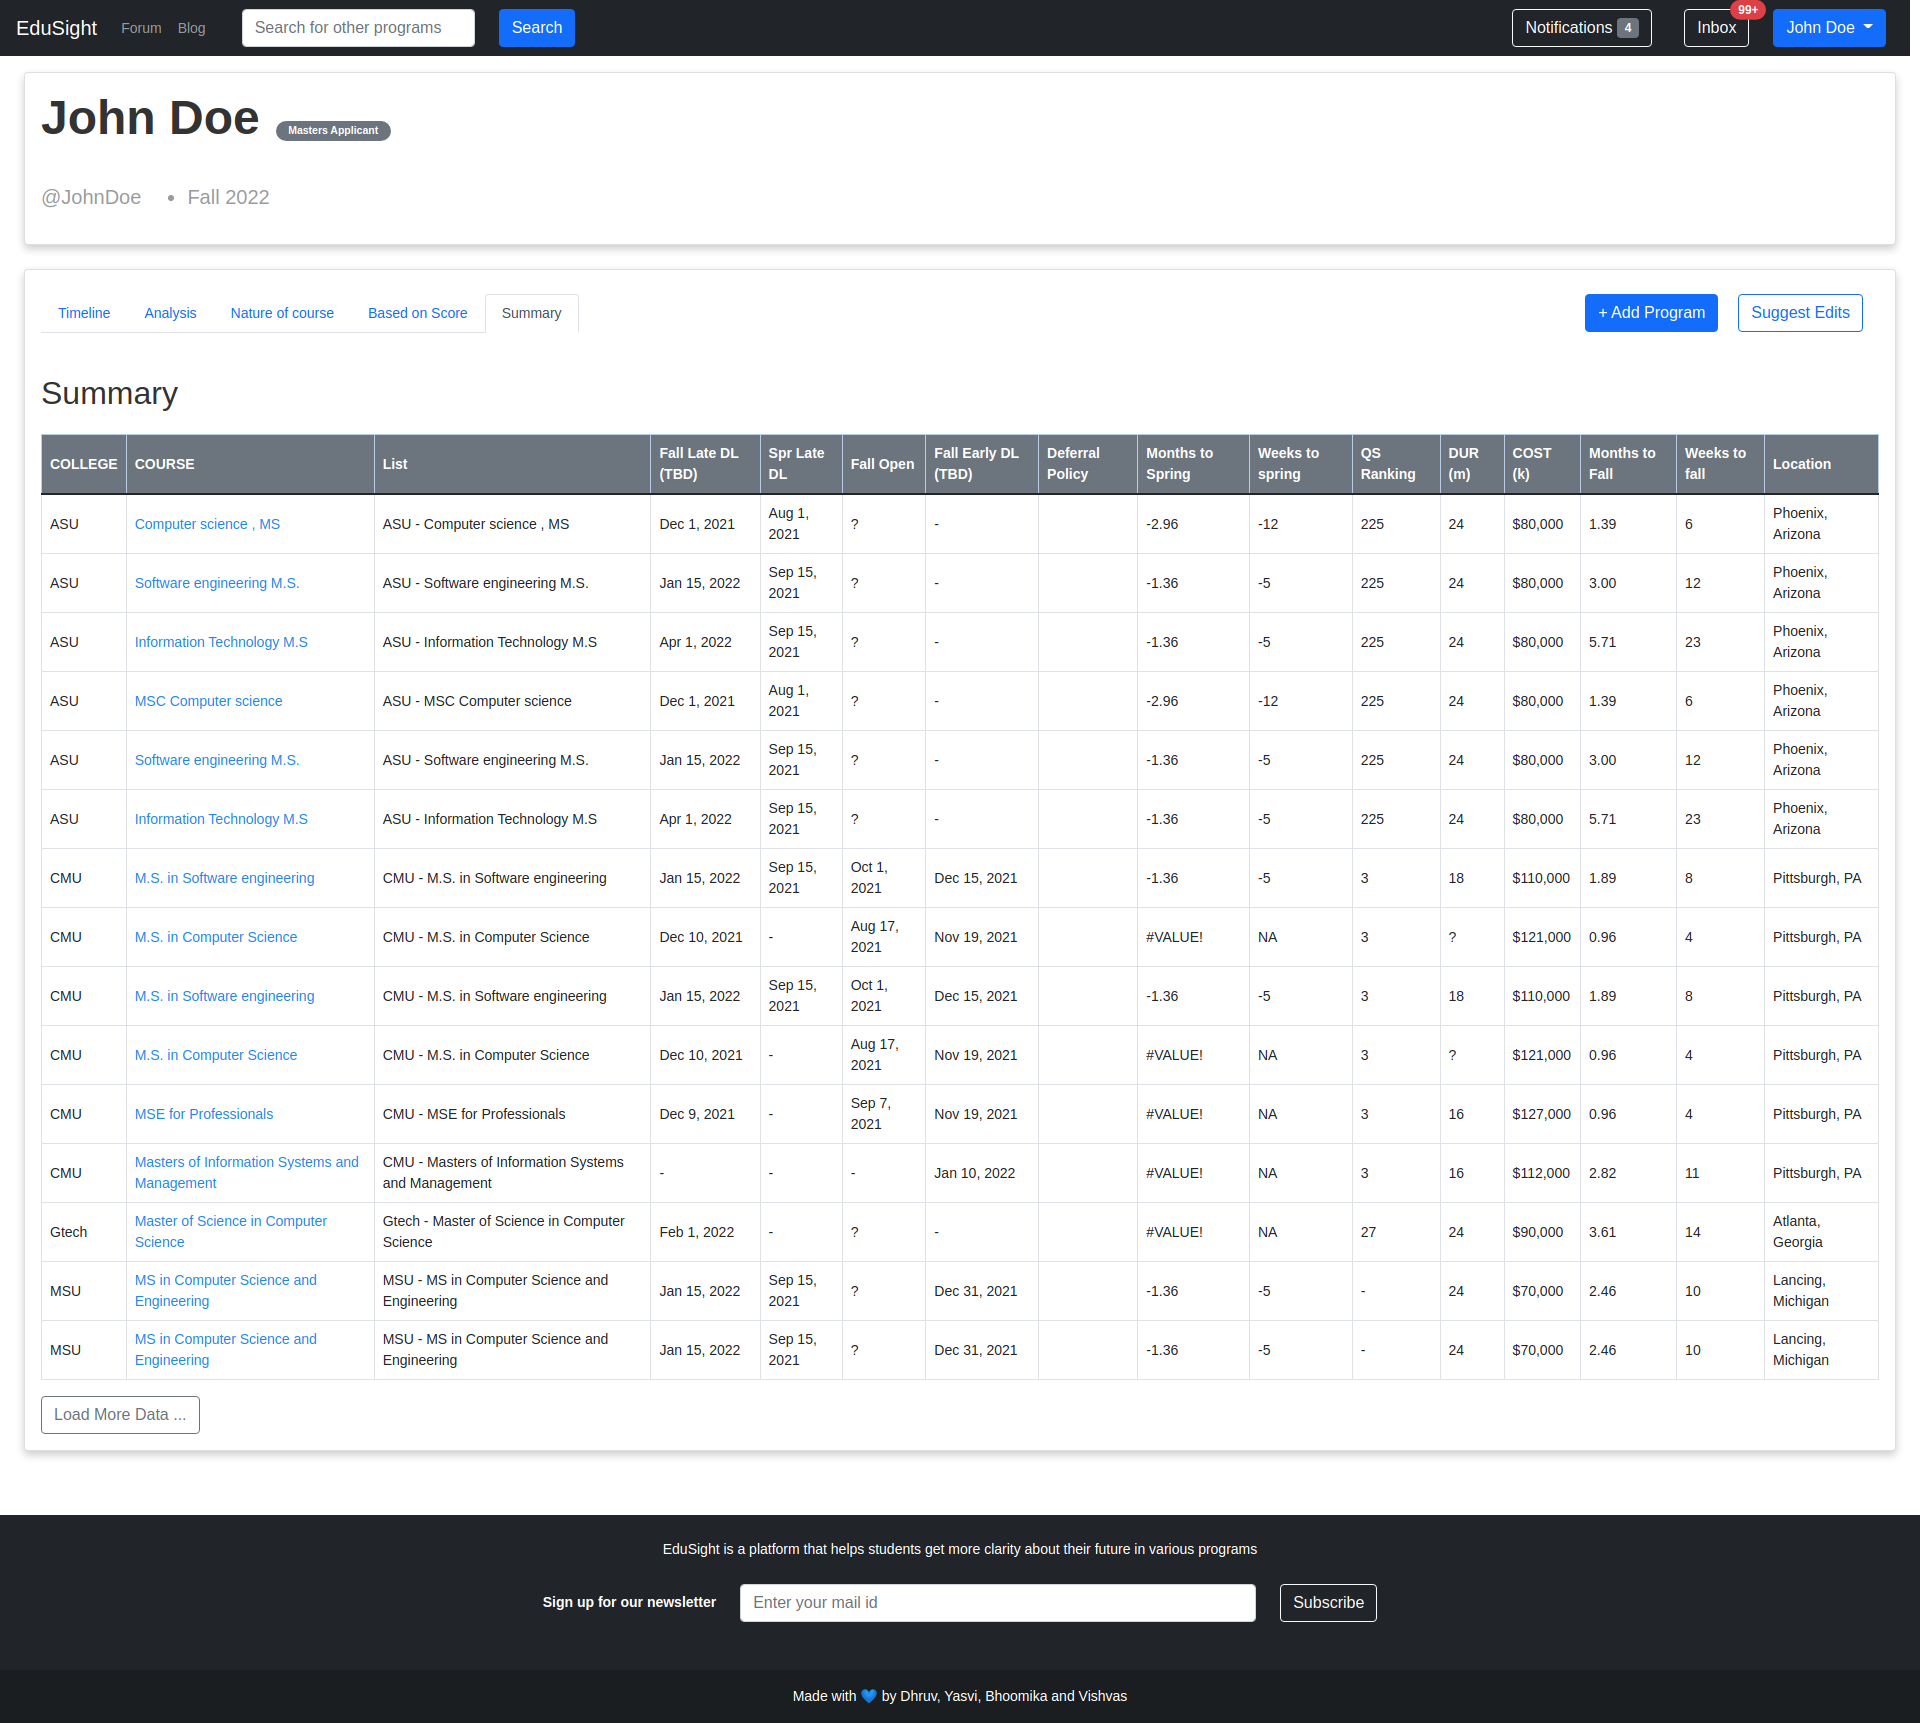 EduSight Forum Blog Search for other programs Search Notifications 4 Inbox 99+ John Doe
John Doe Masters Applicant
@JohnDoe • Fall 2022
Timeline Analysis Nature of course Based on Score Summary + Add Program Suggest Edits
Summary
COLLEGE COURSE List Fall Late DL (TBD) Spr Late DL Fall Open Fall Early DL (TBD) Deferral Policy Months to Spring Weeks to spring QS Ranking DUR (m) COST (k) Months to Fall Weeks to fall Location
ASU Computer science , MS ASU - Computer science , MS Dec 1, 2021 Aug 1, 2021 ? - -2.96 -12 225 24 $80,000 1.39 6 Phoenix, Arizona
ASU Software engineering M.S. ASU - Software engineering M.S. Jan 15, 2022 Sep 15, 2021 ? - -1.36 -5 225 24 $80,000 3.00 12 Phoenix, Arizona
ASU Information Technology M.S ASU - Information Technology M.S Apr 1, 2022 Sep 15, 2021 ? - -1.36 -5 225 24 $80,000 5.71 23 Phoenix, Arizona
ASU MSC Computer science ASU - MSC Computer science Dec 1, 2021 Aug 1, 2021 ? - -2.96 -12 225 24 $80,000 1.39 6 Phoenix, Arizona
ASU Software engineering M.S. ASU - Software engineering M.S. Jan 15, 2022 Sep 15, 2021 ? - -1.36 -5 225 24 $80,000 3.00 12 Phoenix, Arizona
ASU Information Technology M.S ASU - Information Technology M.S Apr 1, 2022 Sep 15, 2021 ? - -1.36 -5 225 24 $80,000 5.71 23 Phoenix, Arizona
CMU M.S. in Software engineering CMU - M.S. in Software engineering Jan 15, 2022 Sep 15, 2021 Oct 1, 2021 Dec 15, 2021 -1.36 -5 3 18 $110,000 1.89 8 Pittsburgh, PA
CMU M.S. in Computer Science CMU - M.S. in Computer Science Dec 10, 2021 - Aug 17, 2021 Nov 19, 2021 #VALUE! NA 3 ? $121,000 0.96 4 Pittsburgh, PA
CMU M.S. in Software engineering CMU - M.S. in Software engineering Jan 15, 2022 Sep 15, 2021 Oct 1, 2021 Dec 15, 2021 -1.36 -5 3 18 $110,000 1.89 8 Pittsburgh, PA
CMU M.S. in Computer Science CMU - M.S. in Computer Science Dec 10, 2021 - Aug 17, 2021 Nov 19, 2021 #VALUE! NA 3 ? $121,000 0.96 4 Pittsburgh, PA
CMU MSE for Professionals CMU - MSE for Professionals Dec 9, 2021 - Sep 7, 2021 Nov 19, 2021 #VALUE! NA 3 16 $127,000 0.96 4 Pittsburgh, PA
CMU Masters of Information Systems and Management CMU - Masters of Information Systems and Management - - - Jan 10, 2022 #VALUE! NA 3 16 $112,000 2.82 11 Pittsburgh, PA
Gtech Master of Science in Computer Science Gtech - Master of Science in Computer Science Feb 1, 2022 - ? - #VALUE! NA 27 24 $90,000 3.61 14 Atlanta, Georgia
MSU MS in Computer Science and Engineering MSU - MS in Computer Science and Engineering Jan 15, 2022 Sep 15, 2021 ? Dec 31, 2021 -1.36 -5 - 24 $70,000 2.46 10 Lancing, Michigan
MSU MS in Computer Science and Engineering MSU - MS in Computer Science and Engineering Jan 15, 2022 Sep 15, 2021 ? Dec 31, 2021 -1.36 -5 - 24 $70,000 2.46 10 Lancing, Michigan
Load More Data ...
EduSight is a platform that helps students get more clarity about their future in various programs
Sign up for our newsletter Enter your mail id Subscribe
Made with 💙 by Dhruv, Yasvi, Bhoomika and Vishvas